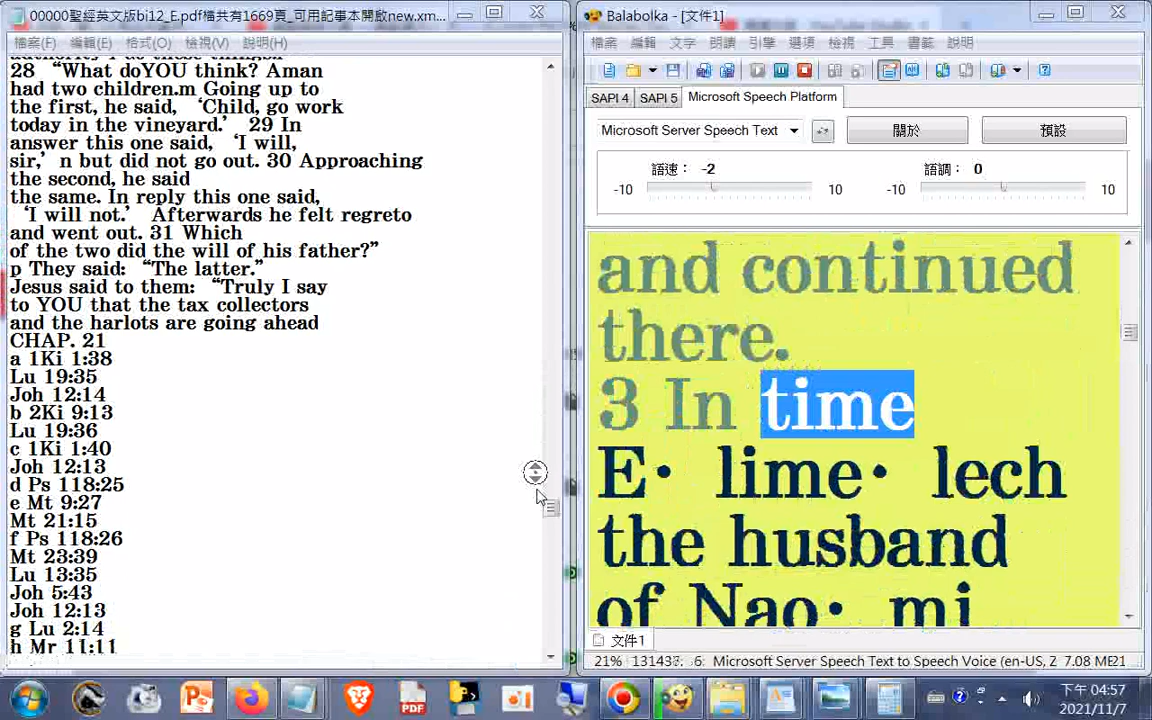 00000聖經英文版bi12_E.pdf檔共有1669頁_可用記事本開啟new.xm...
檔案(F) 編輯(E) 格式(O) 檢視(V) 說明(H)
28 “What doYOU think? Aman
had two children.m Going up to
the first, he said, ‘Child, go work
today in the vineyard.’ 29 In
answer this one said, ‘I will,
sir,’ n but did not go out. 30 Approaching
the second, he said
the same. In reply this one said,
‘I will not.’ Afterwards he felt regreto
and went out. 31 Which
of the two did the will of his father?”
p They said: “The latter.”
Jesus said to them: “Truly I say
to YOU that the tax collectors
and the harlots are going ahead
CHAP. 21
a 1Ki 1:38
Lu 19:35
Joh 12:14
b 2Ki 9:13
Lu 19:36
c 1Ki 1:40
Joh 12:13
d Ps 118:25
e Mt 9:27
Mt 21:15
f Ps 118:26
Mt 23:39
Lu 13:35
Joh 5:43
Joh 12:13
g Lu 2:14
h Mr 11:11
Balabolka - [文件1]
檔案 編輯 文字 朗讀 引擎 選項 檢視 工具 書籤 說明
SAPI 4 SAPI 5 Microsoft Speech Platform
Microsoft Server Speech Text 關於 預設
語速： -2 語調： 0
-10 10 -10 10
and continued
there.
3 In time
E· lime· lech
the husband
of Nao· mi
文件1
21% Microsoft Server Speech Text to Speech Voice (en-US, Z 7.08 ME21
下午 04:57
2021/11/7